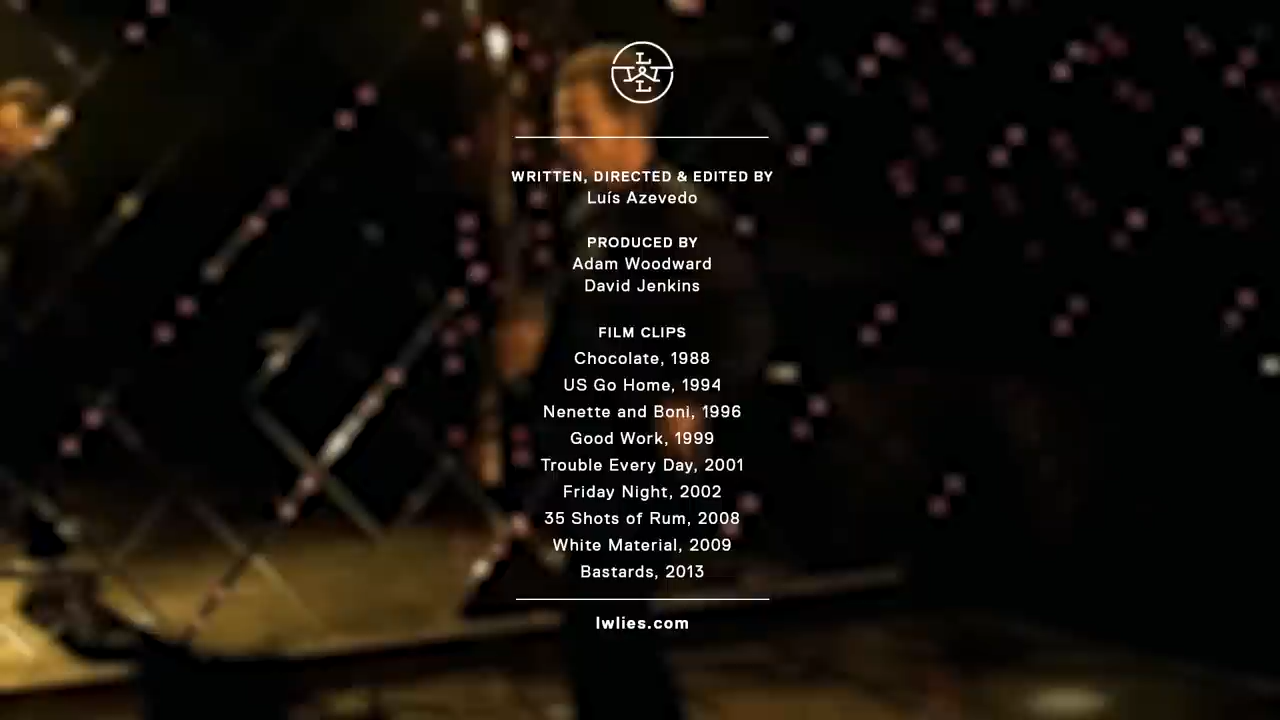 L
W W
L
WRITTEN, DIRECTED & EDITED BY
Luís Azevedo
PRODUCED BY
Adam Woodward
David Jenkins
FILM CLIPS
Chocolate, 1988
US Go Home, 1994
Nenette and Boni, 1996
Good Work, 1999
Trouble Every Day, 2001
Friday Night, 2002
35 Shots of Rum, 2008
White Material, 2009
Bastards, 2013
lwlies.com